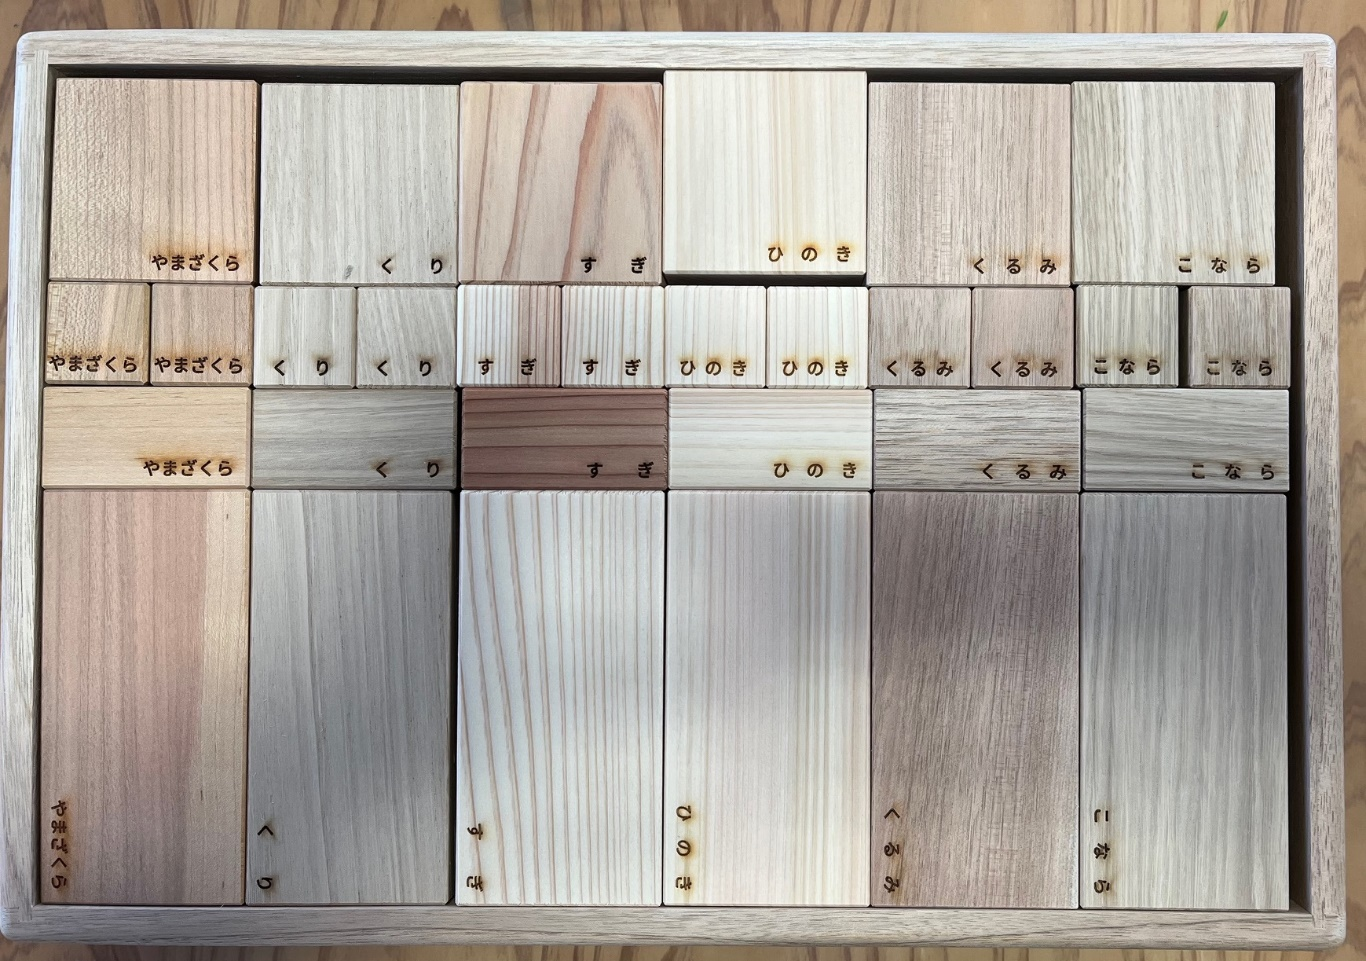 やまざくら
くり
すぎ
ひのき
くるみ
こなら
やまざくら
やまざくら
くり
くり
すぎ
すぎ
ひのき
ひのき
くるみ
くるみ
こなら
こなら
やまざくら
くり
すぎ
ひのき
くるみ
こなら
やまざくら
くり
すぎ
ひのき
くるみ
こなら